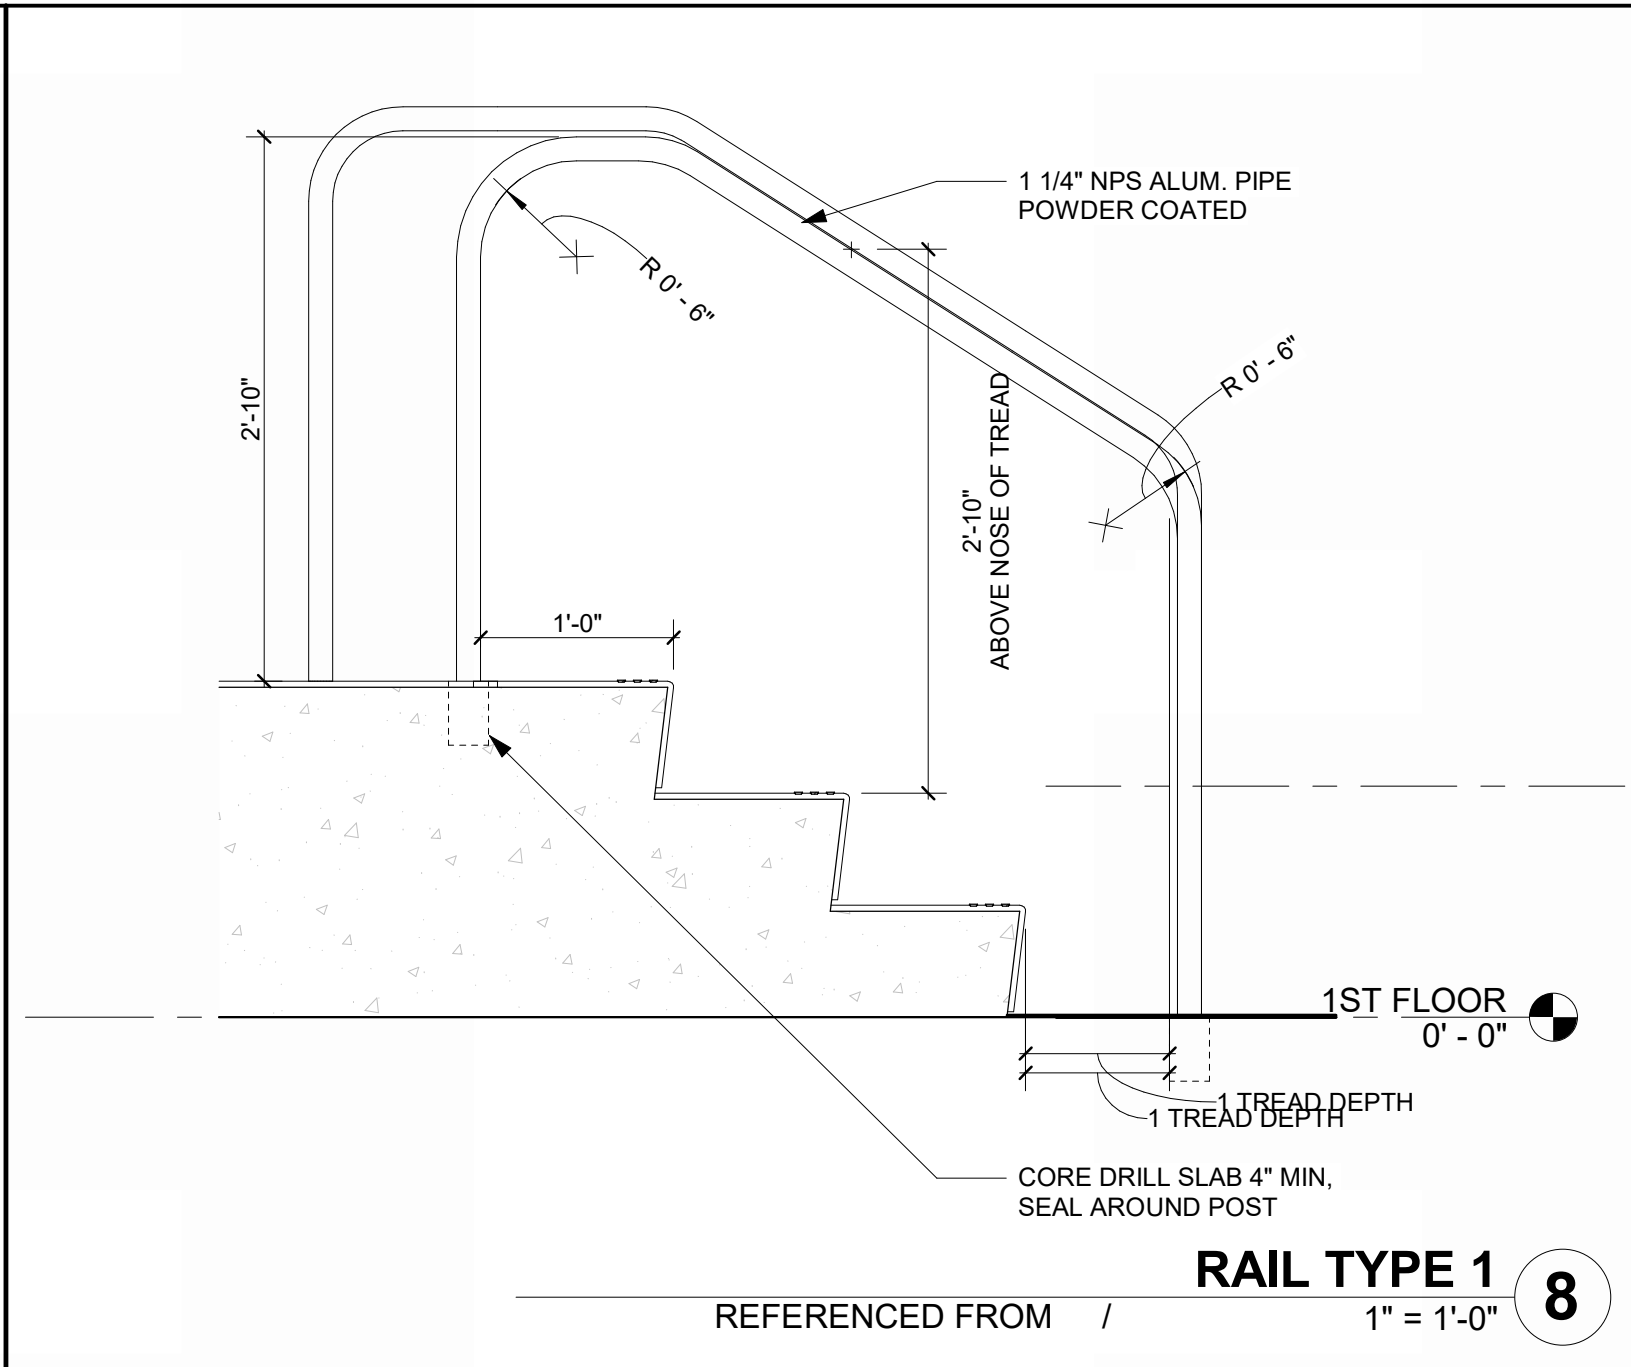 1 1/4" NPS ALUM. PIPE
POWDER COATED
R 0' - 6"
R 0' - 6"
2'-10"
2'-10"
ABOVE NOSE OF TREAD
1'-0"
1ST FLOOR
0' - 0"
1 TREAD DEPTH
1 TREAD DEPTH
CORE DRILL SLAB 4" MIN,
SEAL AROUND POST
RAIL TYPE 1
8
REFERENCED FROM /
1" = 1'-0"